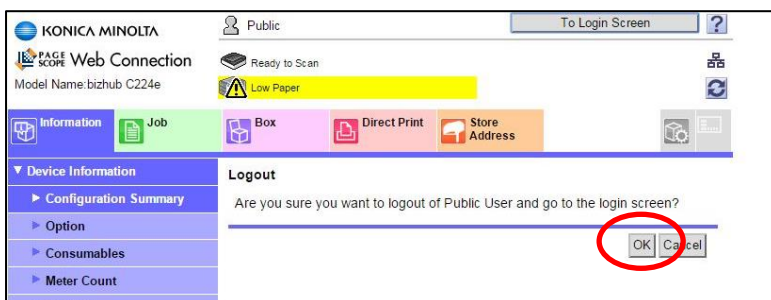 KONICA MINOLTA
Public
To Login Screen
?
PAGE SCOPE Web Connection
Ready to Scan
Model Name:bizhub C224e
Low Paper
Information
Job
Box
Direct Print
Store Address
Device Information
Logout
Configuration Summary
Are you sure you want to logout of Public User and go to the login screen?
Option
OK Cancel
Consumables
Meter Count